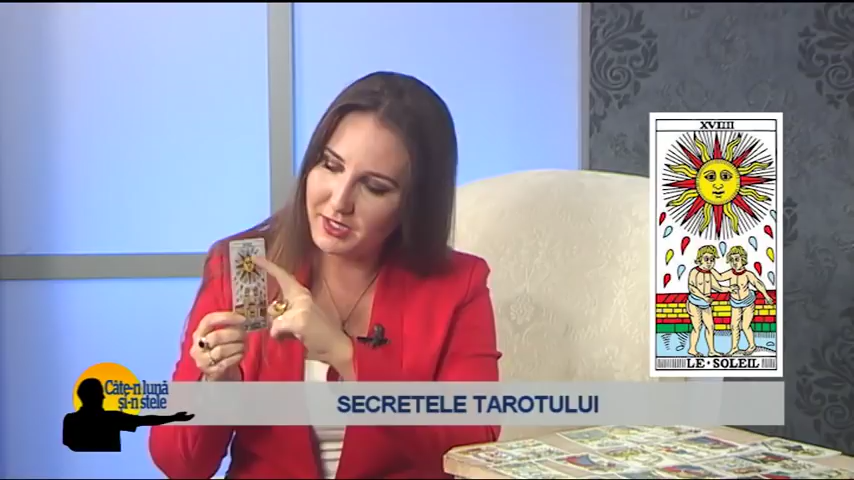 XVIIII
LE·SOLEIL
Câte-n lună
și-n stele
SECRETELE TAROTULUI